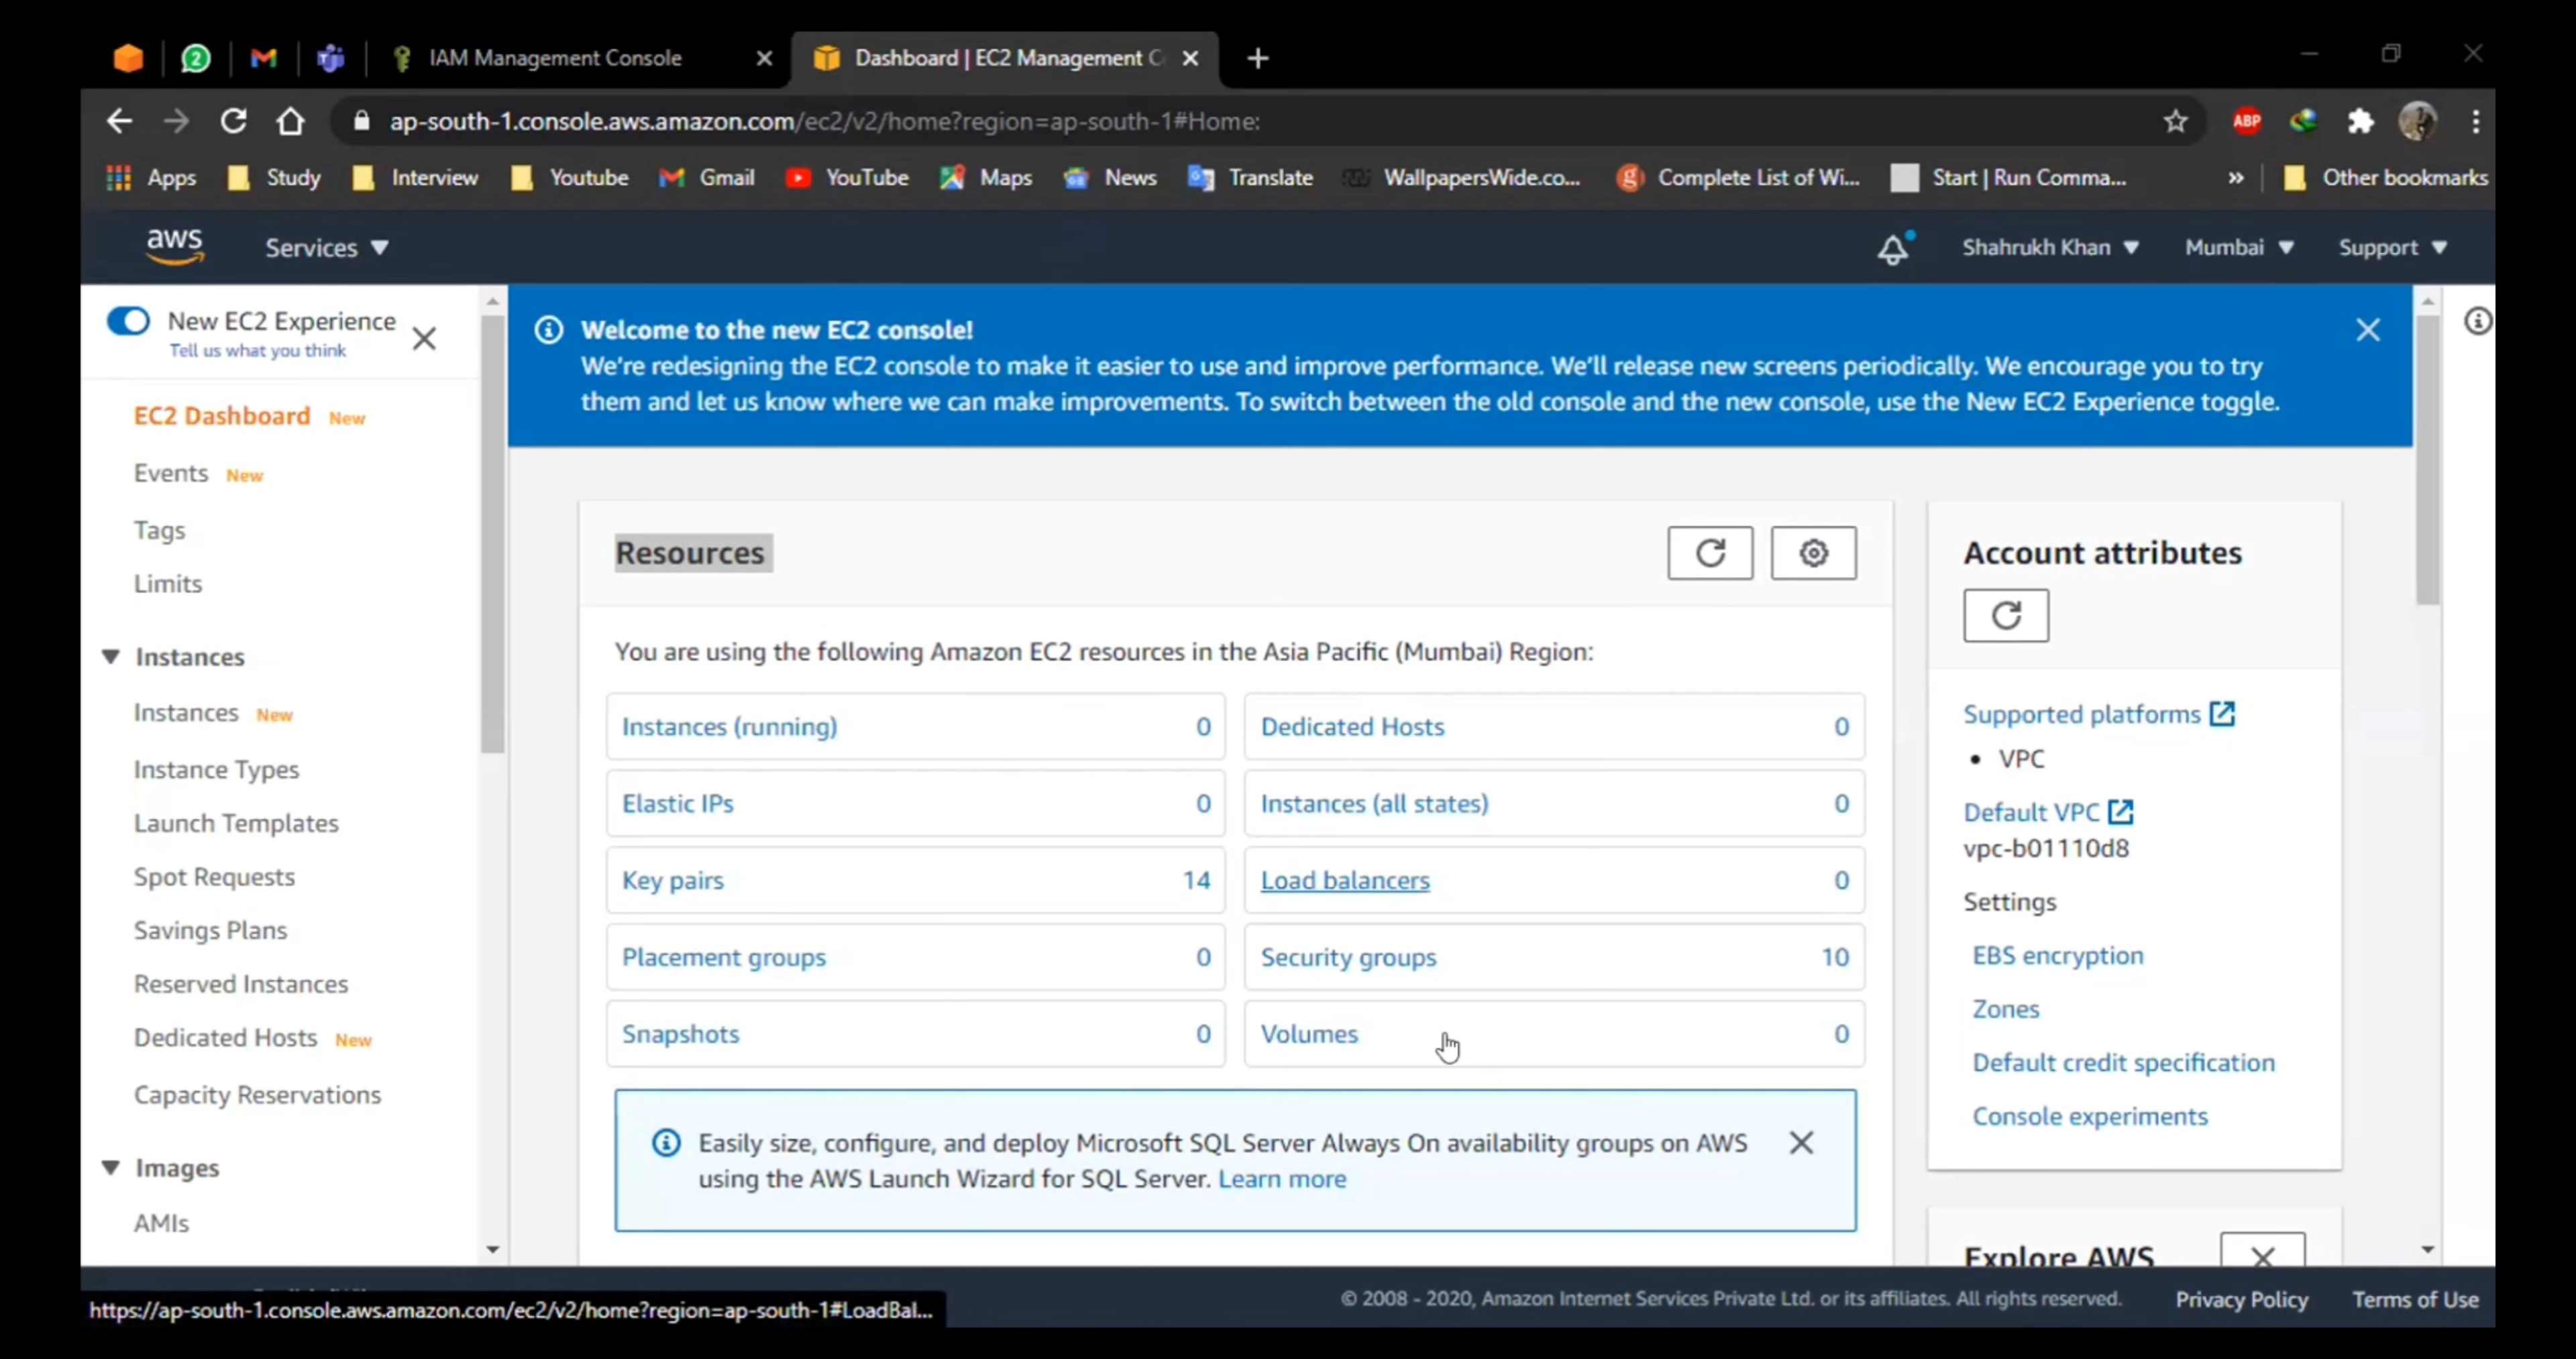 2
IAM Management Console
Dashboard | EC2 Management C
ap-south-1.console.aws.amazon.com/ec2/v2/home?region=ap-south-1#Home:
ABP
Apps
Study
Interview
Youtube
Gmail
YouTube
Maps
News
Translate
WallpapersWide.co...
Complete List of Wi...
Start | Run Comma...
»
Other bookmarks
aws
Services
Shahrukh Khan
Mumbai
Support
New EC2 Experience
Tell us what you think
EC2 Dashboard New
Events New
Tags
Limits
Instances
Instances New
Instance Types
Launch Templates
Spot Requests
Savings Plans
Reserved Instances
Dedicated Hosts New
Capacity Reservations
Images
AMIs
Welcome to the new EC2 console!
We're redesigning the EC2 console to make it easier to use and improve performance. We'll release new screens periodically. We encourage you to try
them and let us know where we can make improvements. To switch between the old console and the new console, use the New EC2 Experience toggle.
Resources
You are using the following Amazon EC2 resources in the Asia Pacific (Mumbai) Region:
Instances (running) 0
Dedicated Hosts 0
Elastic IPs 0
Instances (all states) 0
Key pairs 14
Load balancers 0
Placement groups 0
Security groups 10
Snapshots 0
Volumes 0
Easily size, configure, and deploy Microsoft SQL Server Always On availability groups on AWS
using the AWS Launch Wizard for SQL Server. Learn more
Account attributes
Supported platforms
• VPC
Default VPC
vpc-b01110d8
Settings
EBS encryption
Zones
Default credit specification
Console experiments
Explore AWS
https://ap-south-1.console.aws.amazon.com/ec2/v2/home?region=ap-south-1#LoadBal...
© 2008 - 2020, Amazon Internet Services Private Ltd. or its affiliates. All rights reserved.
Privacy Policy
Terms of Use